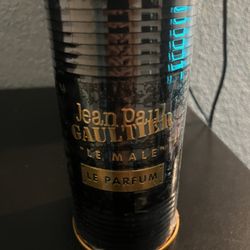 Jean Paul
GAULTIER
"LE MALE"
LE PARFUM